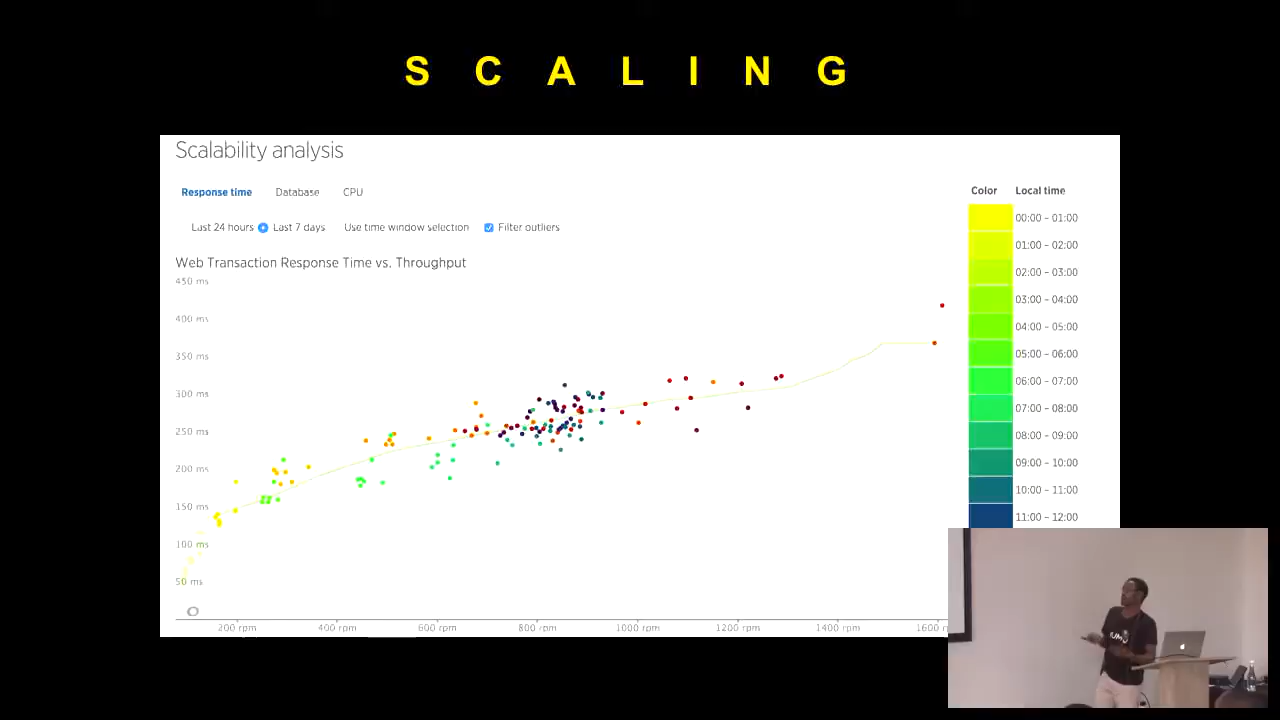 S C A L I N G
Scalability analysis
Response time Database CPU
Last 24 hours Last 7 days Use time window selection Filter outliers
Web Transaction Response Time vs. Throughput
450 ms
400 ms
350 ms
300 ms
250 ms
200 ms
150 ms
100 ms
50 ms
0
200 rpm 400 rpm 600 rpm 800 rpm 1000 rpm 1200 rpm 1400 rpm 1600
Color Local time
00:00 - 01:00
01:00 - 02:00
02:00 - 03:00
03:00 - 04:00
04:00 - 05:00
05:00 - 06:00
06:00 - 07:00
07:00 - 08:00
08:00 - 09:00
09:00 - 10:00
10:00 - 11:00
11:00 - 12:00